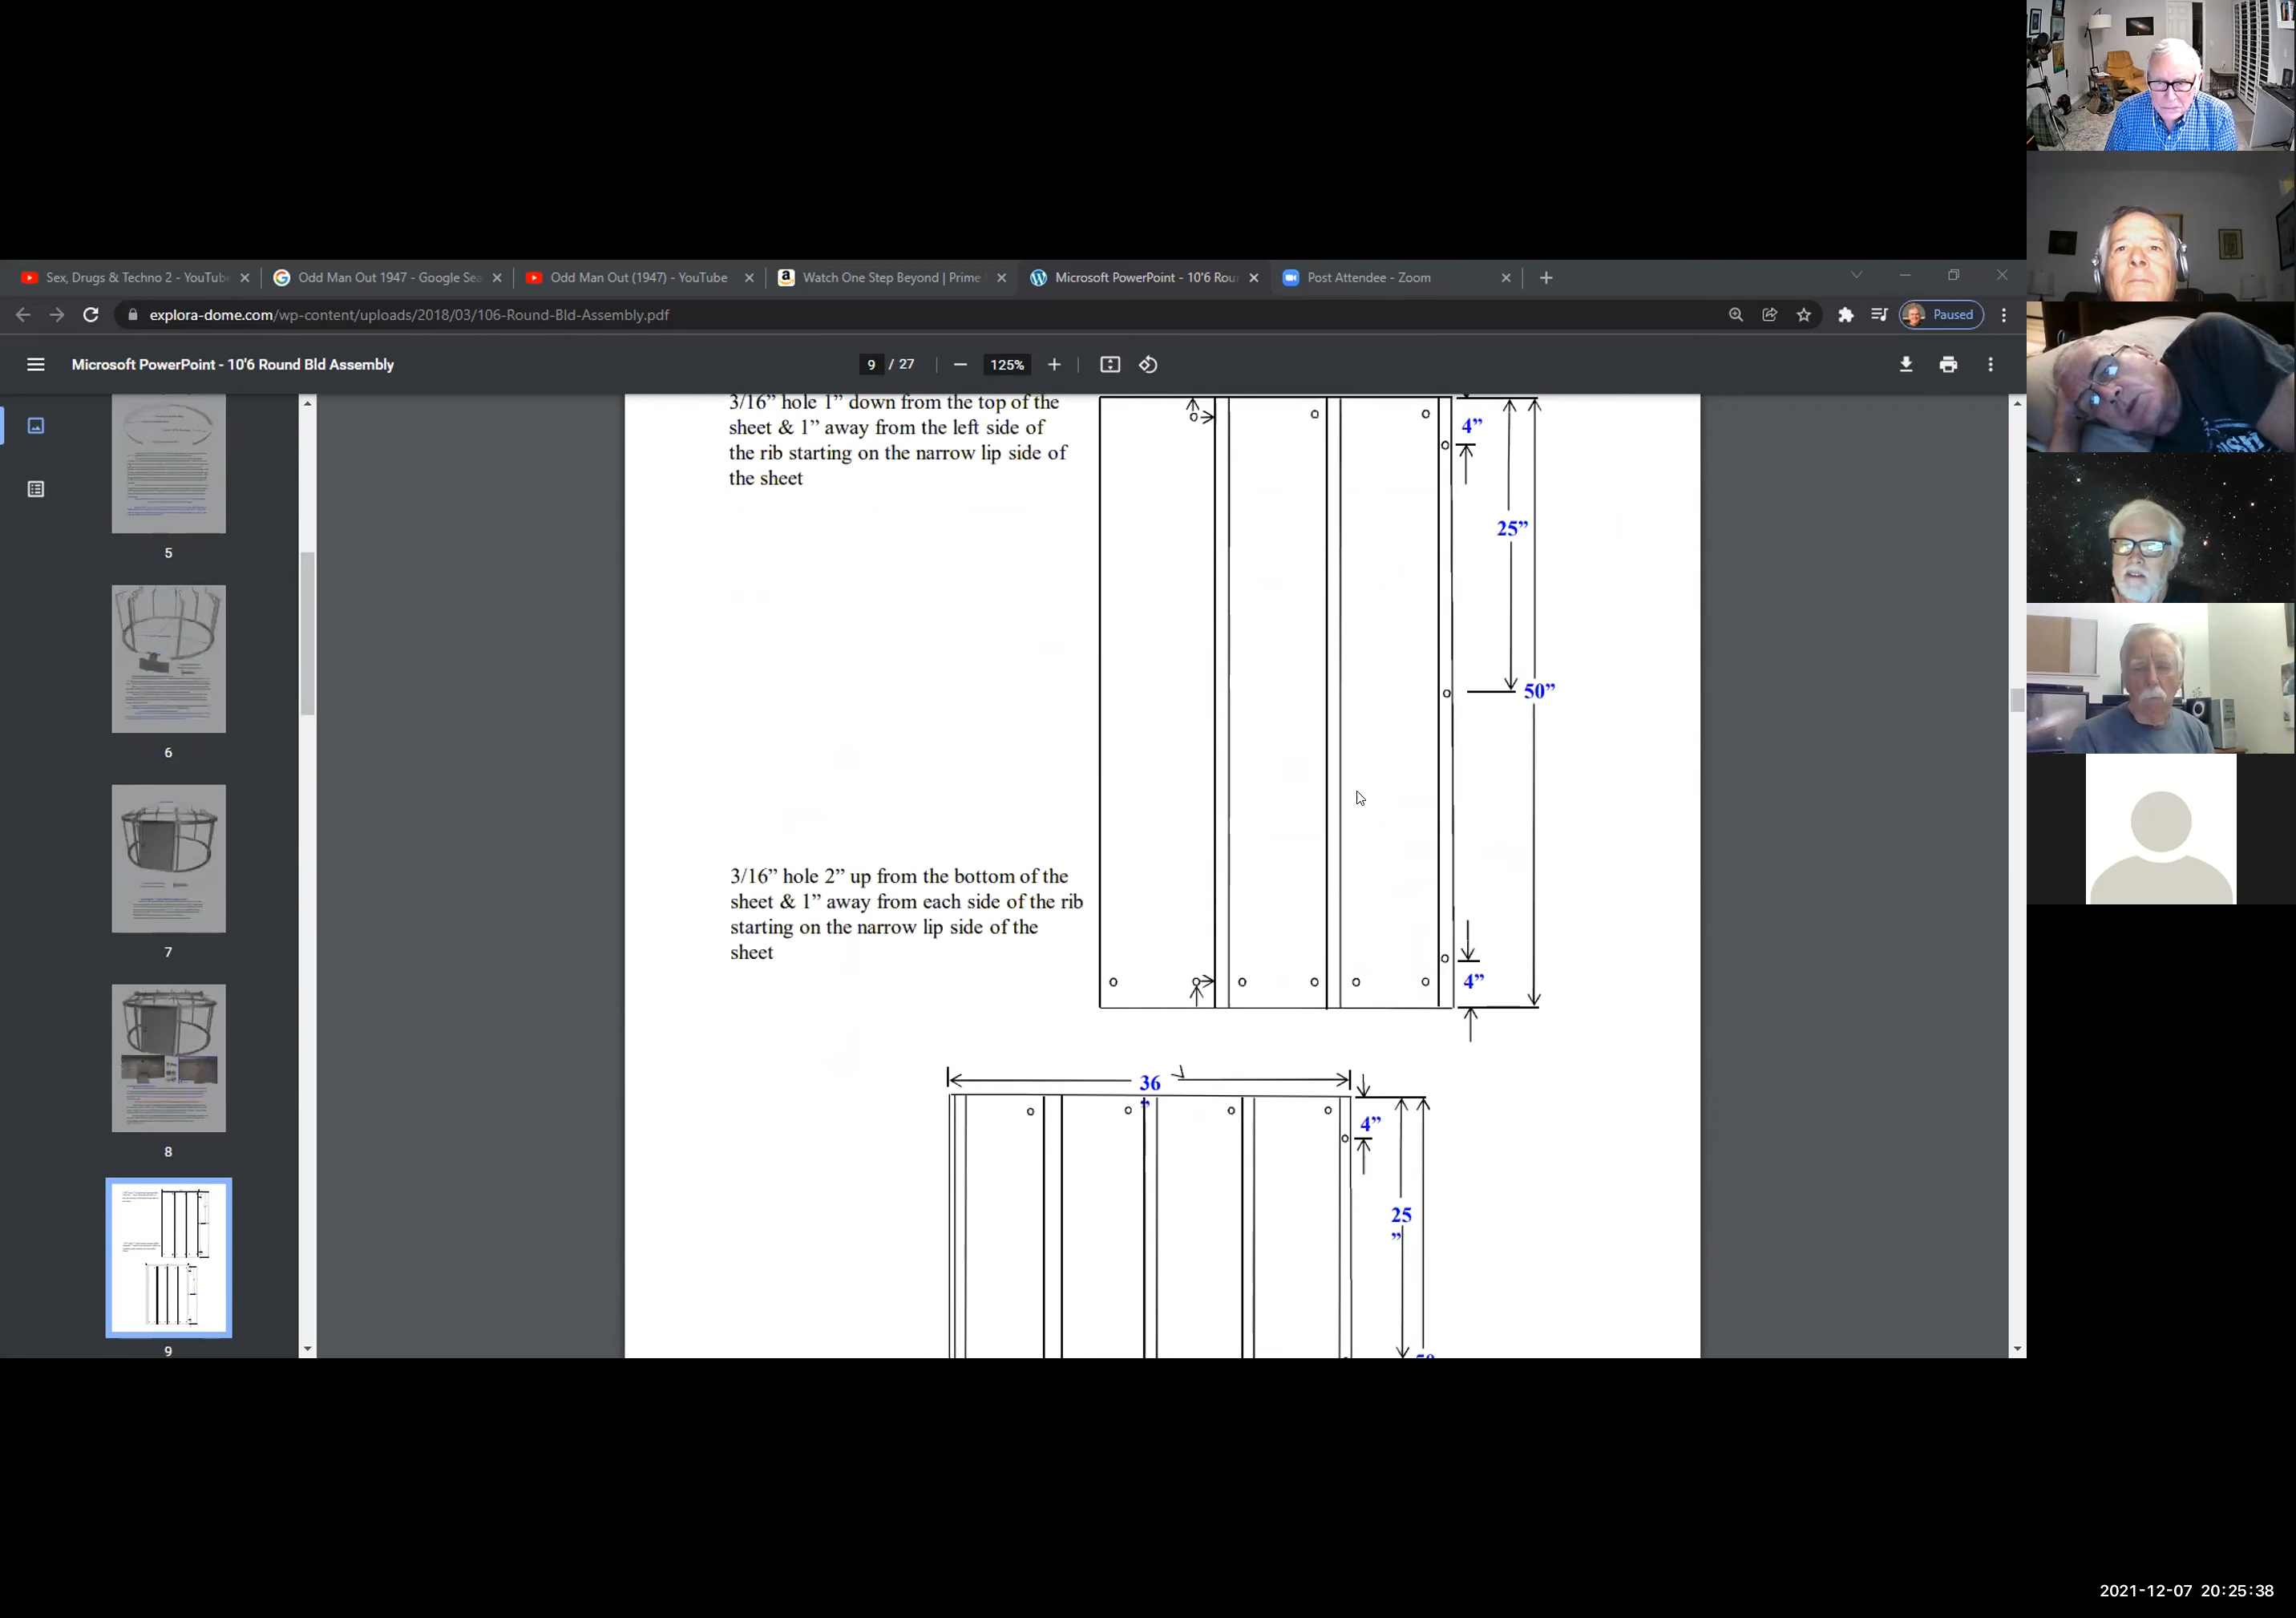 Sex, Drugs & Techno 2 - YouTube
Odd Man Out 1947 - Google Sea
Odd Man Out (1947) - YouTube
Watch One Step Beyond | Prime
Microsoft PowerPoint - 10'6 Rou
Post Attendee - Zoom
explora-dome.com/wp-content/uploads/2018/03/106-Round-Bld-Assembly.pdf
Paused
Microsoft PowerPoint - 10'6 Round Bld Assembly
9 / 27
125%
5
6
7
8
9
3/16” hole 1” down from the top of the
sheet & 1” away from the left side of
the rib starting on the narrow lip side of
the sheet
4”
25”
50”
3/16” hole 2” up from the bottom of the
sheet & 1” away from each side of the rib
starting on the narrow lip side of the
sheet
4”
36
”
4”
25
”
2021-12-07 20:25:38